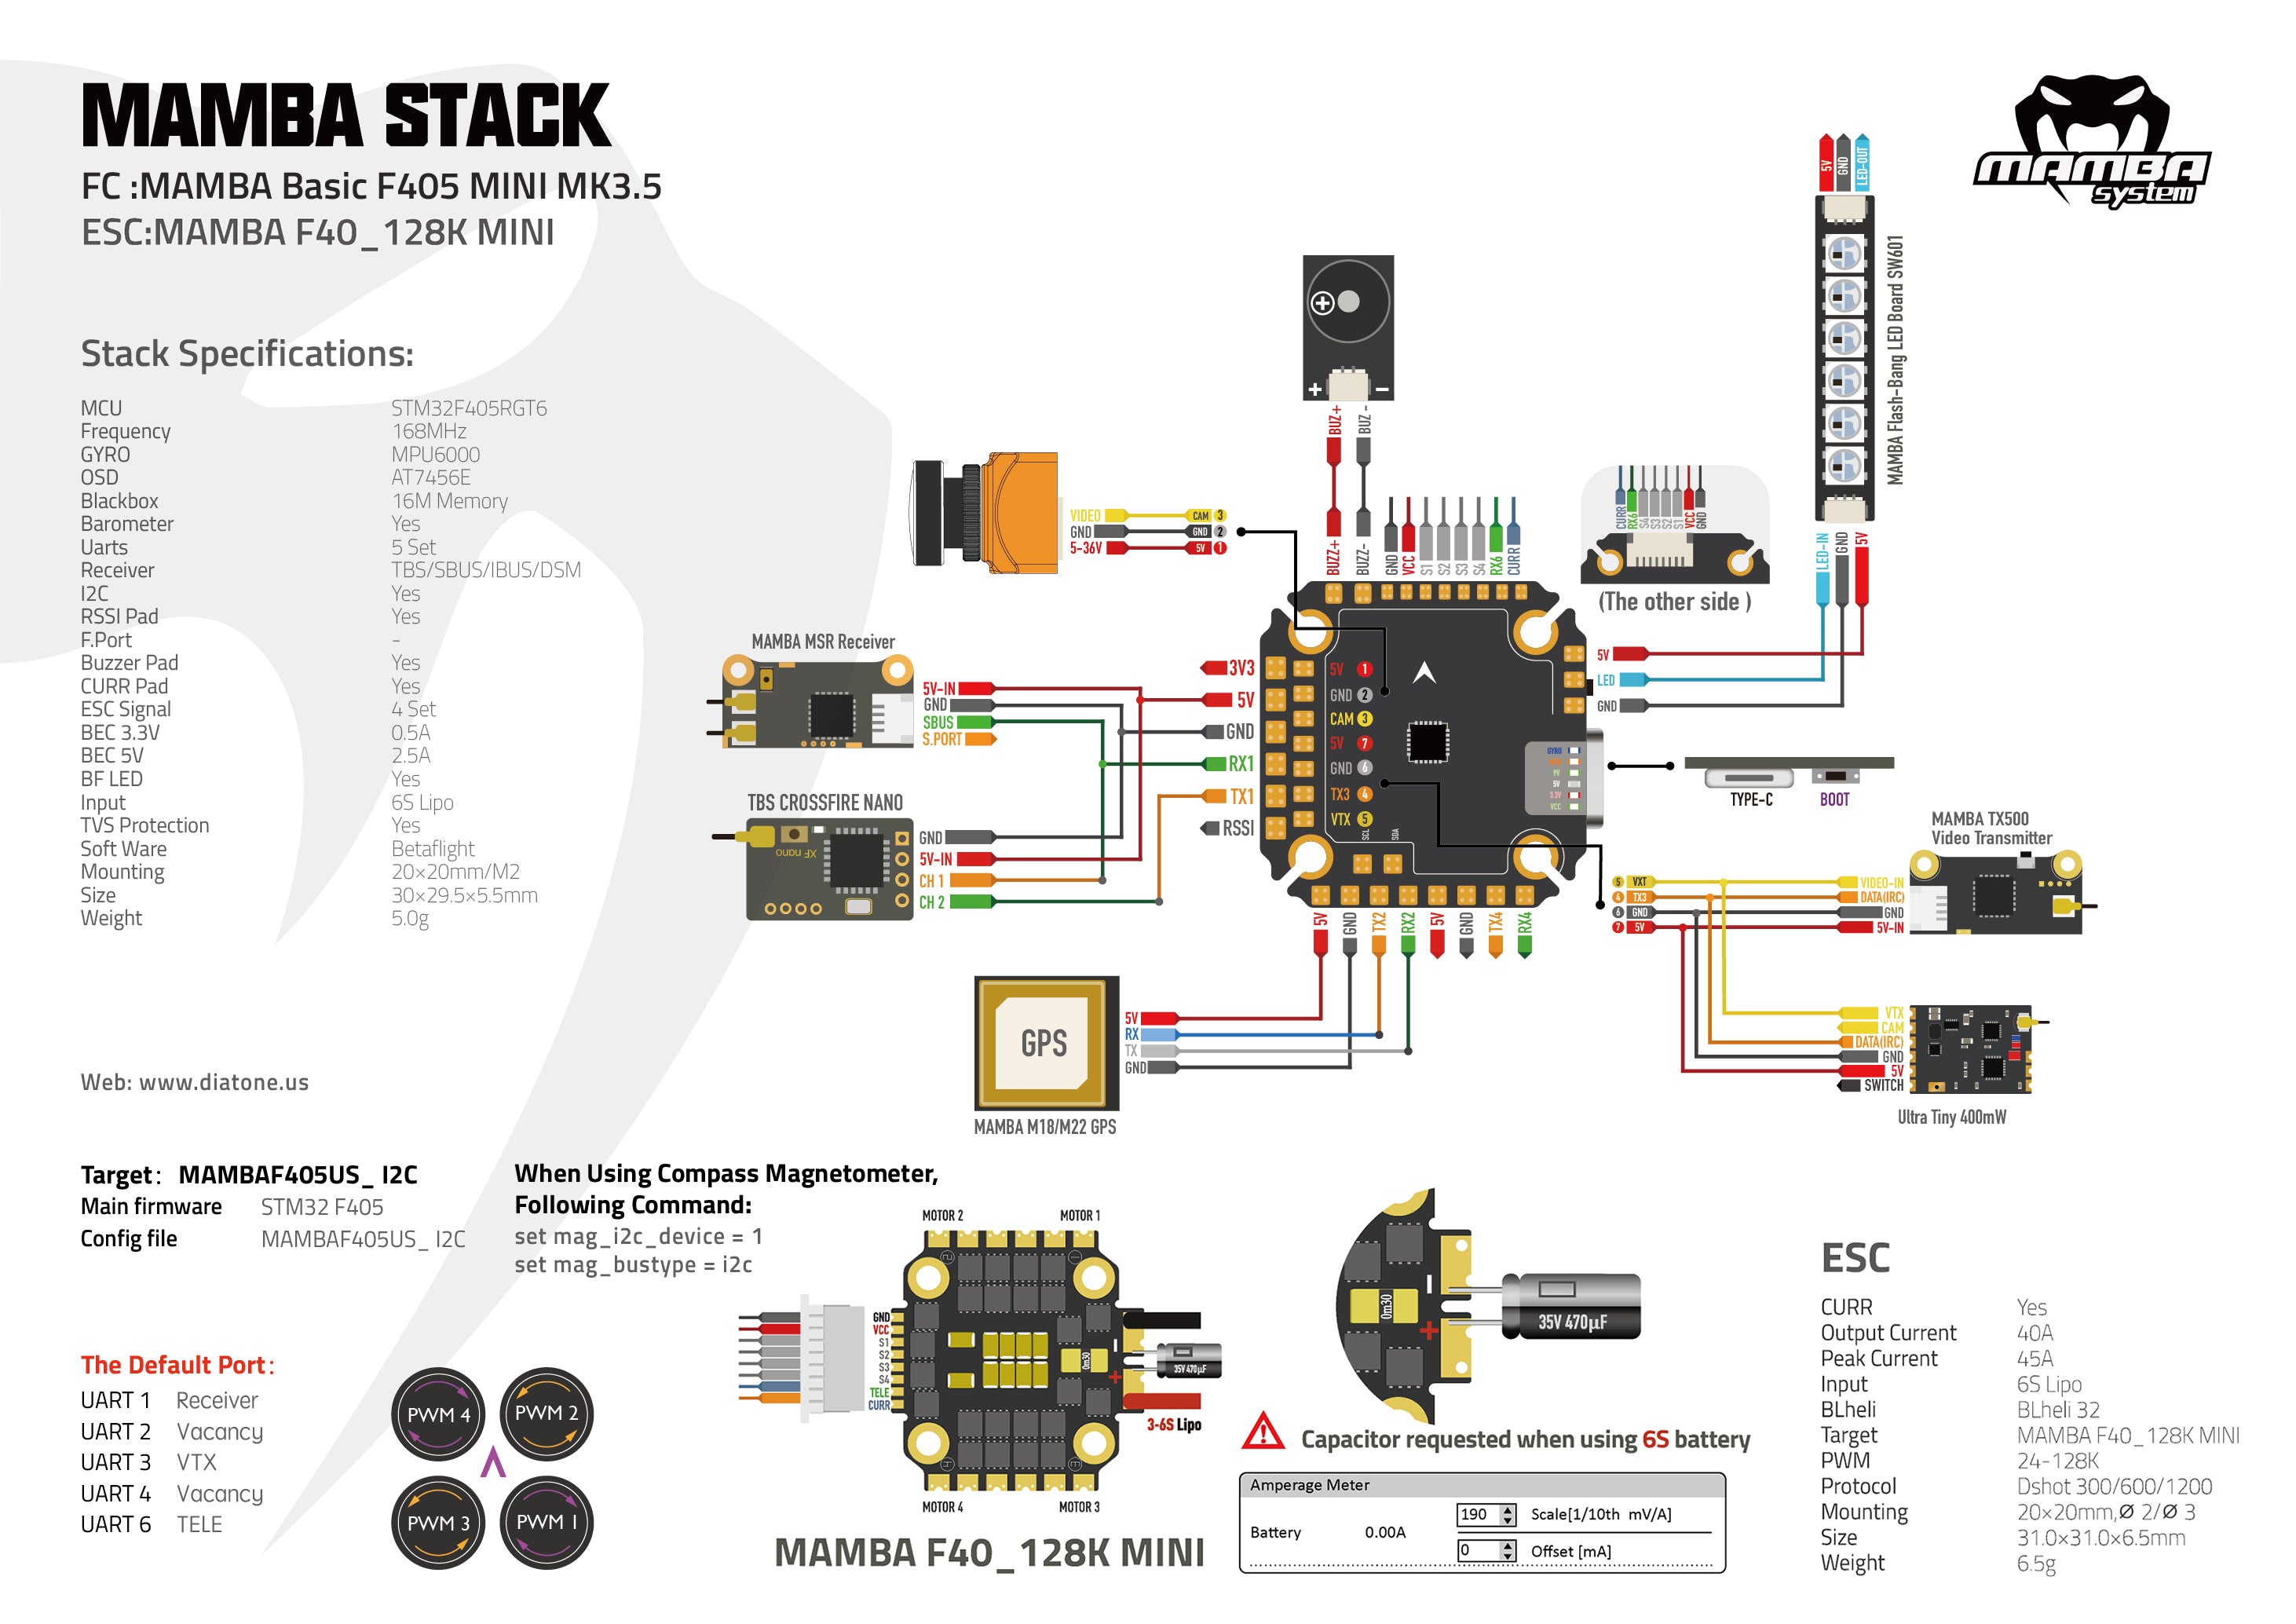 MAMBA STACK
FC :MAMBA Basic F405 MINI MK3.5
ESC:MAMBA F40_128K MINI
MAMBA
system
Stack Specifications:
MCU STM32F405RGT6
Frequency 168MHz
GYRO MPU6000
OSD AT7456E
Blackbox 16M Memory
Barometer Yes
Uarts 5 Set
Receiver TBS/SBUS/IBUS/DSM
I2C Yes
RSSI Pad Yes
F.Port -
Buzzer Pad Yes
CURR Pad Yes
ESC Signal 4 Set
BEC 3.3V 0.5A
BEC 5V 2.5A
BF LED Yes
Input 6S Lipo
TVS Protection Yes
Soft Ware Betaflight
Mounting 20×20mm/M2
Size 30×29.5×5.5mm
Weight 5.0g
Web: www.diatone.us
Target: MAMBAF405US_ I2C
Main firmware STM32 F405
Config file MAMBAF405US_ I2C
When Using Compass Magnetometer,
Following Command:
set mag_i2c_device = 1
set mag_bustype = i2c
The Default Port:
UART 1 Receiver
UART 2 Vacancy
UART 3 VTX
UART 4 Vacancy
UART 6 TELE
PWM 4
PWM 2
PWM 3
PWM 1
+ −
BUZ+
BUZ -
BUZZ+
BUZZ-
GND
VCC
S1
S2
S3
S4
RX6
CURR
VIDEO
GND
5-36V
CAM 3
GND 2
5V 1
5V
GND
LED-OUT
MAMBA Flash-Bang LED Board SW601
LED-IN
GND
5V
CURR
RX6
S4
S3
S2
S1
VCC
GND
(The other side )
5V
LED
GND
MAMBA MSR Receiver
5V-IN
GND
SBUS
S.PORT
TBS CROSSFIRE NANO
XF nano
GND
5V-IN
CH 1
CH 2
3V3
5V
GND
RX1
TX1
RSSI
5V 1
GND 2
CAM 3
5V 7
GND 6
TX3 4
VTX 5
SCL
SDA
GYRO
9V
5V
3.3V
VCC
TYPE-C
BOOT
5V
GND
TX2
RX2
5V
GND
TX4
RX4
GPS
5V
RX
TX
GND
MAMBA M18/M22 GPS
MAMBA TX500
Video Transmitter
5 VXT
4 TX3
6 GND
7 5V
VIDEO-IN
DATA(IRC)
GND
5V-IN
VTX
CAM
DATA(IRC)
GND
5V
SWITCH
Ultra Tiny 400mW
MOTOR 2
MOTOR 1
GND
VCC
S1
S2
S3
S4
TELE
CURR
2
1
4
3
0m30
35V 470μF
3-6S Lipo
MOTOR 4
MOTOR 3
MAMBA F40_128K MINI
0m30
− +
35V 470μF
Capacitor requested when using 6S battery
Amperage Meter
Battery 0.00A
190 Scale[1/10th mV/A]
0 Offset [mA]
ESC
CURR Yes
Output Current 40A
Peak Current 45A
Input 6S Lipo
BLheli BLheli 32
Target MAMBA F40_128K MINI
PWM 24-128K
Protocol Dshot 300/600/1200
Mounting 20×20mm,Ø 2/Ø 3
Size 31.0×31.0×6.5mm
Weight 6.5g